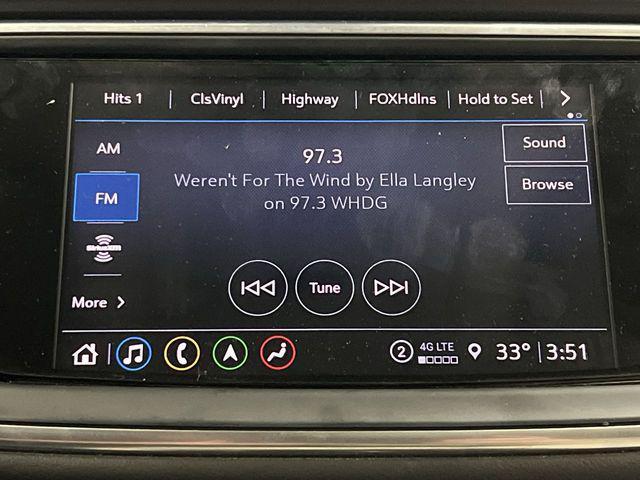 Hits 1 ClsVinyl Highway FOXHdlns Hold to Set
AM
97.3
Sound
Weren't For The Wind by Ella Langley
FM
Browse
on 97.3 WHDG
SiriusXM
Tune
More
2 4G LTE 33° 3:51